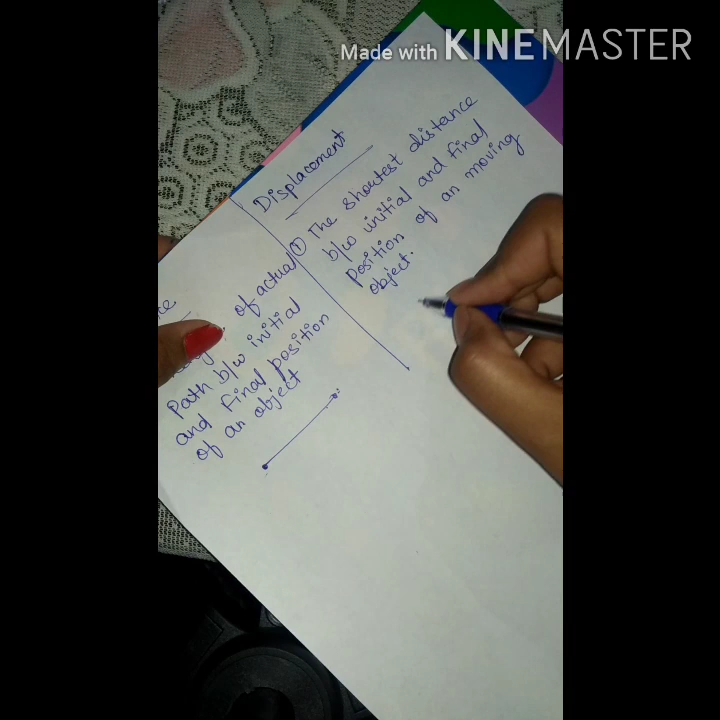 Made with KINEMASTER
Displacement
① The shortest distance
b/w initial and final
position of an moving
object.
of actual
Path b/w initial
and final position
of an object